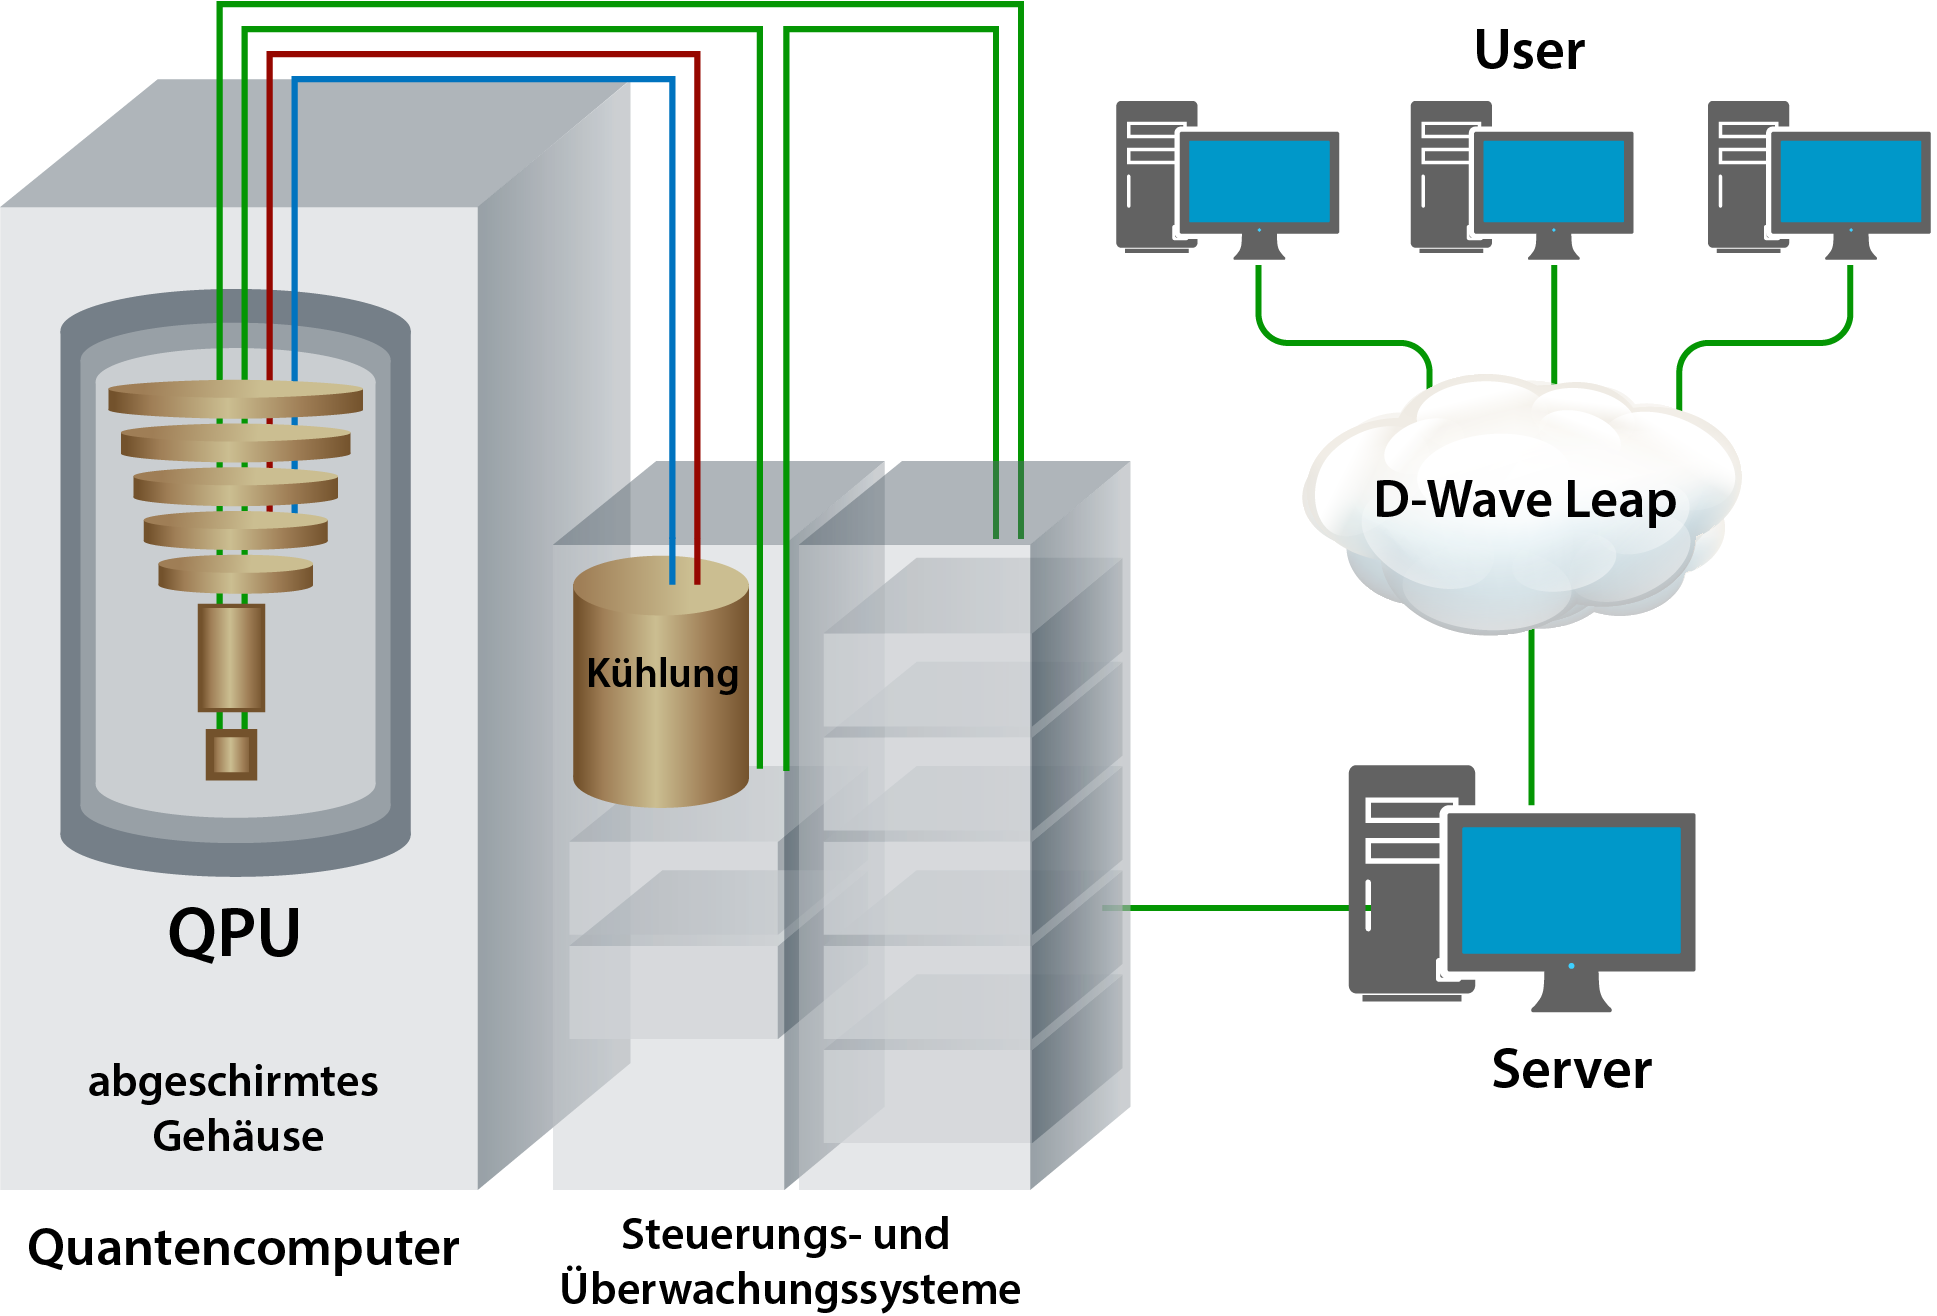 User
D-Wave Leap
Kühlung
QPU
abgeschirmtes
Gehäuse
Server
Quantencomputer
Steuerungs- und
Überwachungssysteme